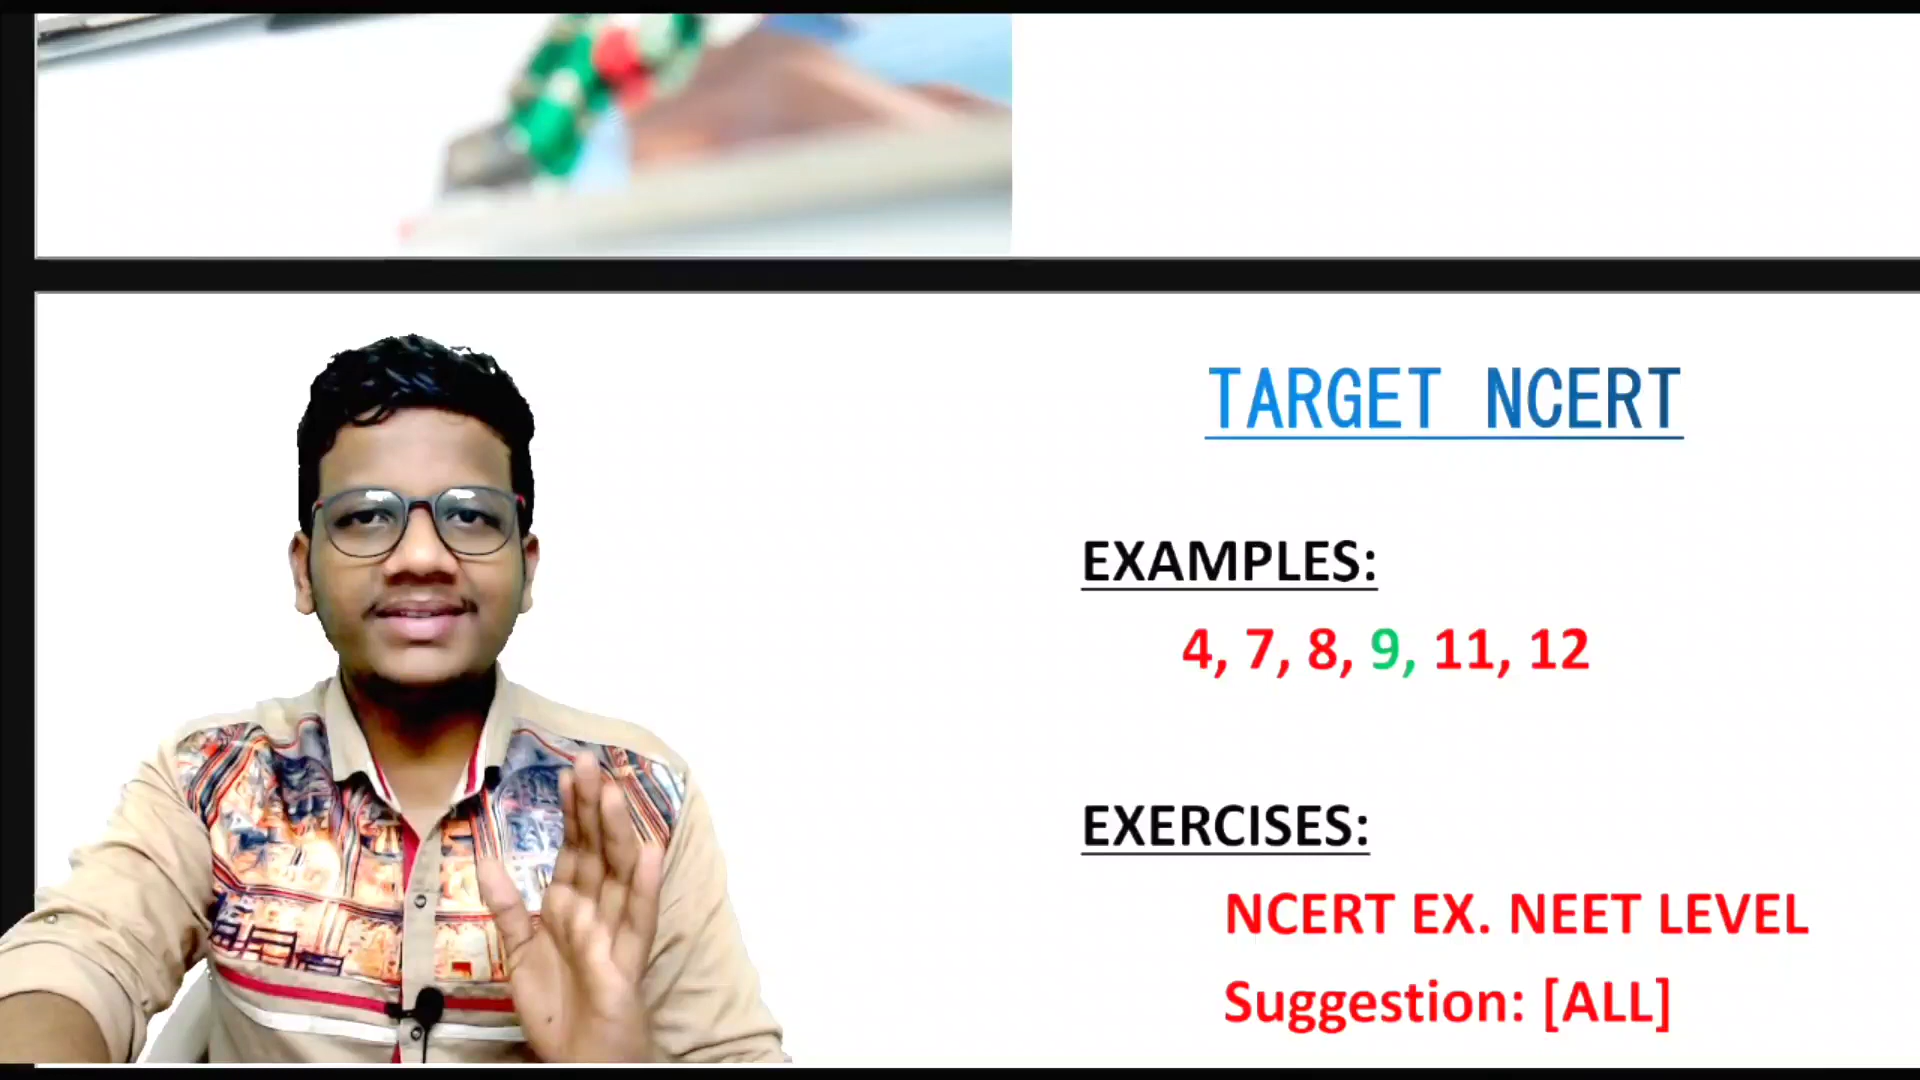 TARGET NCERT
EXAMPLES:
4, 7, 8, 9, 11, 12
EXERCISES:
NCERT EX. NEET LEVEL
Suggestion: [ALL]